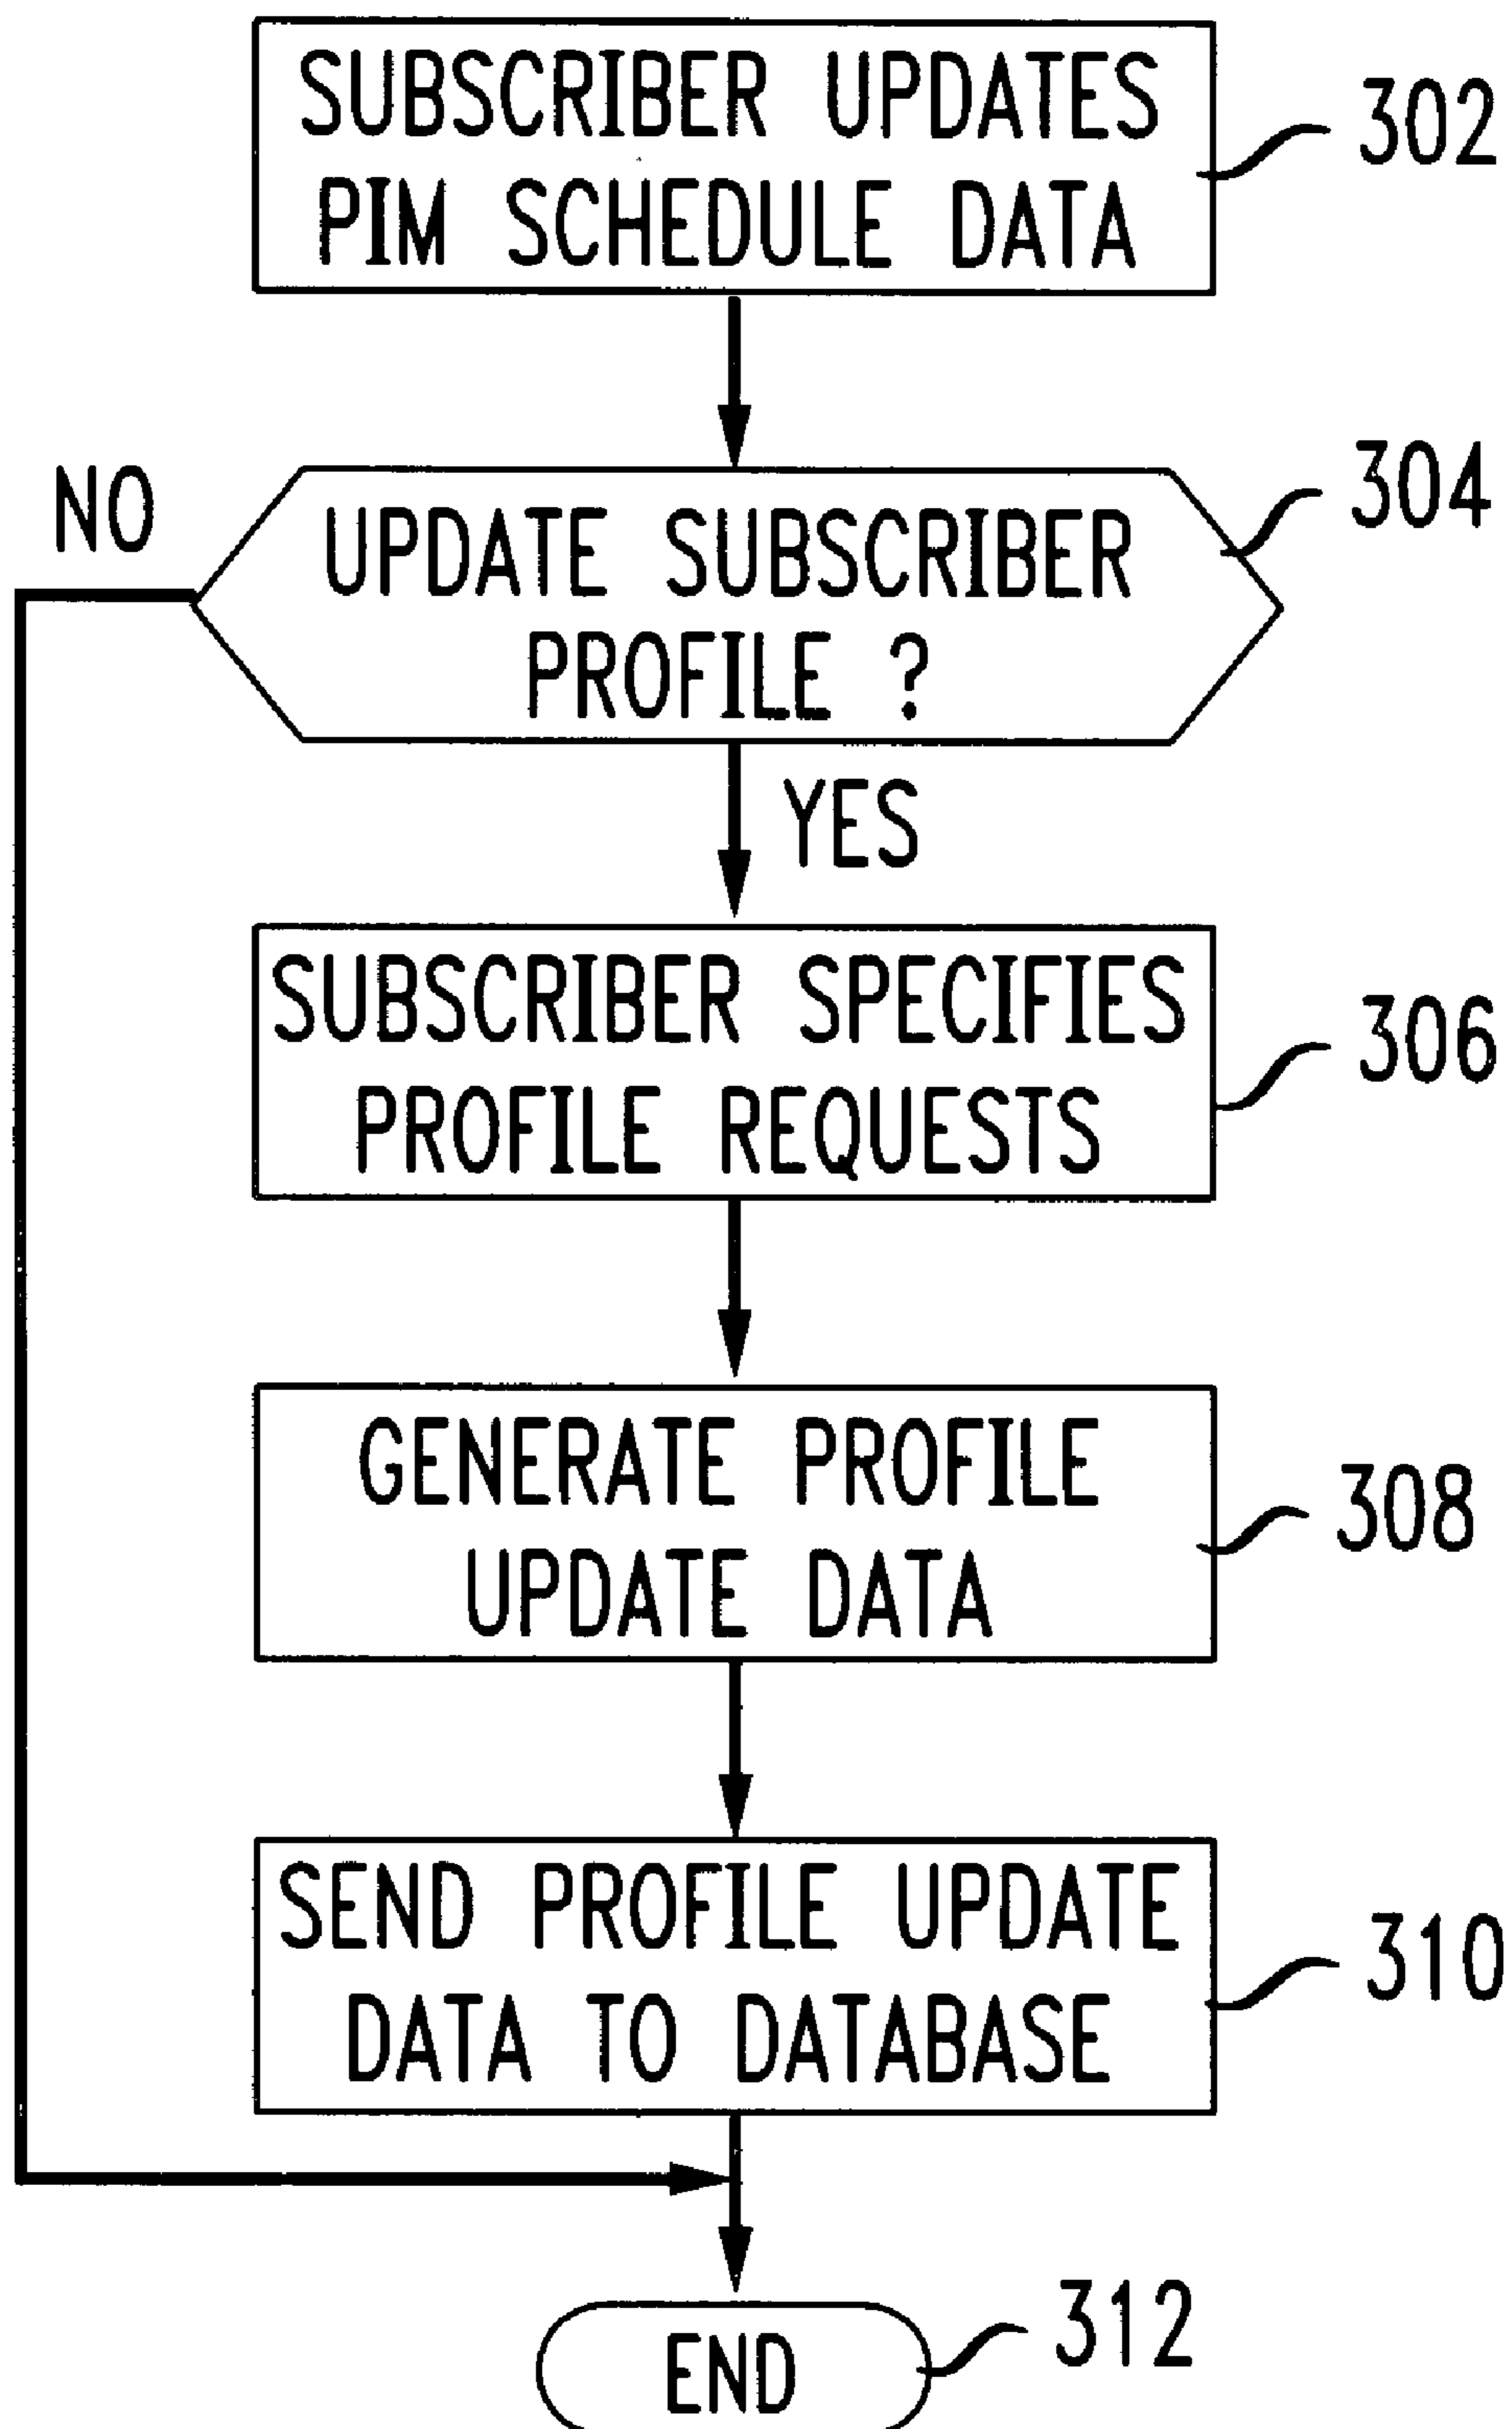 SUBSCRIBER UPDATES
PIM SCHEDULE DATA
302
NO
UPDATE SUBSCRIBER
PROFILE ?
304
YES
SUBSCRIBER SPECIFIES
PROFILE REQUESTS
306
GENERATE PROFILE
UPDATE DATA
308
SEND PROFILE UPDATE
DATA TO DATABASE
310
END
312